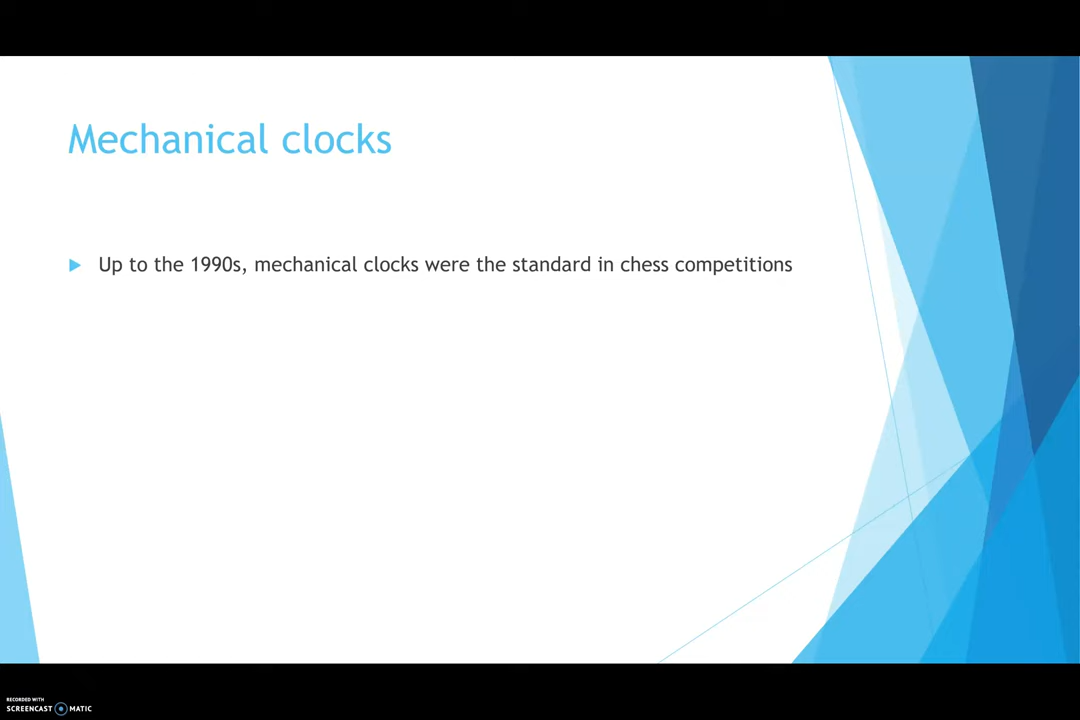 Mechanical clocks
Up to the 1990s, mechanical clocks were the standard in chess competitions
RECORDED WITH
SCREENCAST MATIC